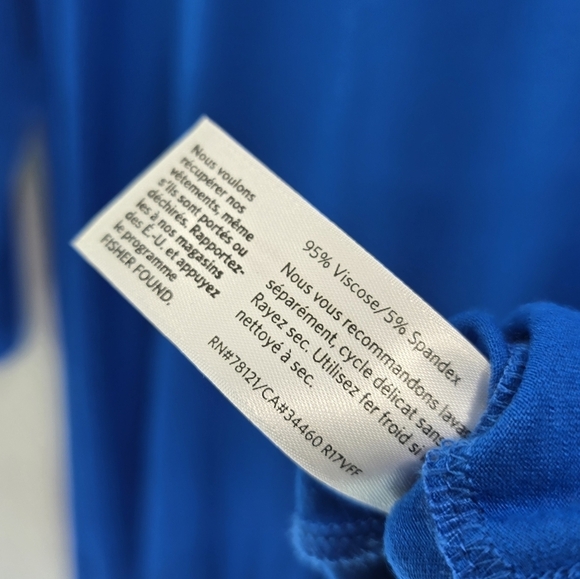 Nous voulons
récupérer nos
vêtements, même
s'ils sont portés ou
déchirés. Rapportez-
les à nos magasins
des É.-U. et appuyez
le programme
FISHER FOUND.
95% Viscose/5% Spandex
Nous vous recommandons
séparément, cycle délicat sans
Rayez sec. Utilisez fer froid
nettoyé à sec.
RN#78121/CA#34460 R17VFF